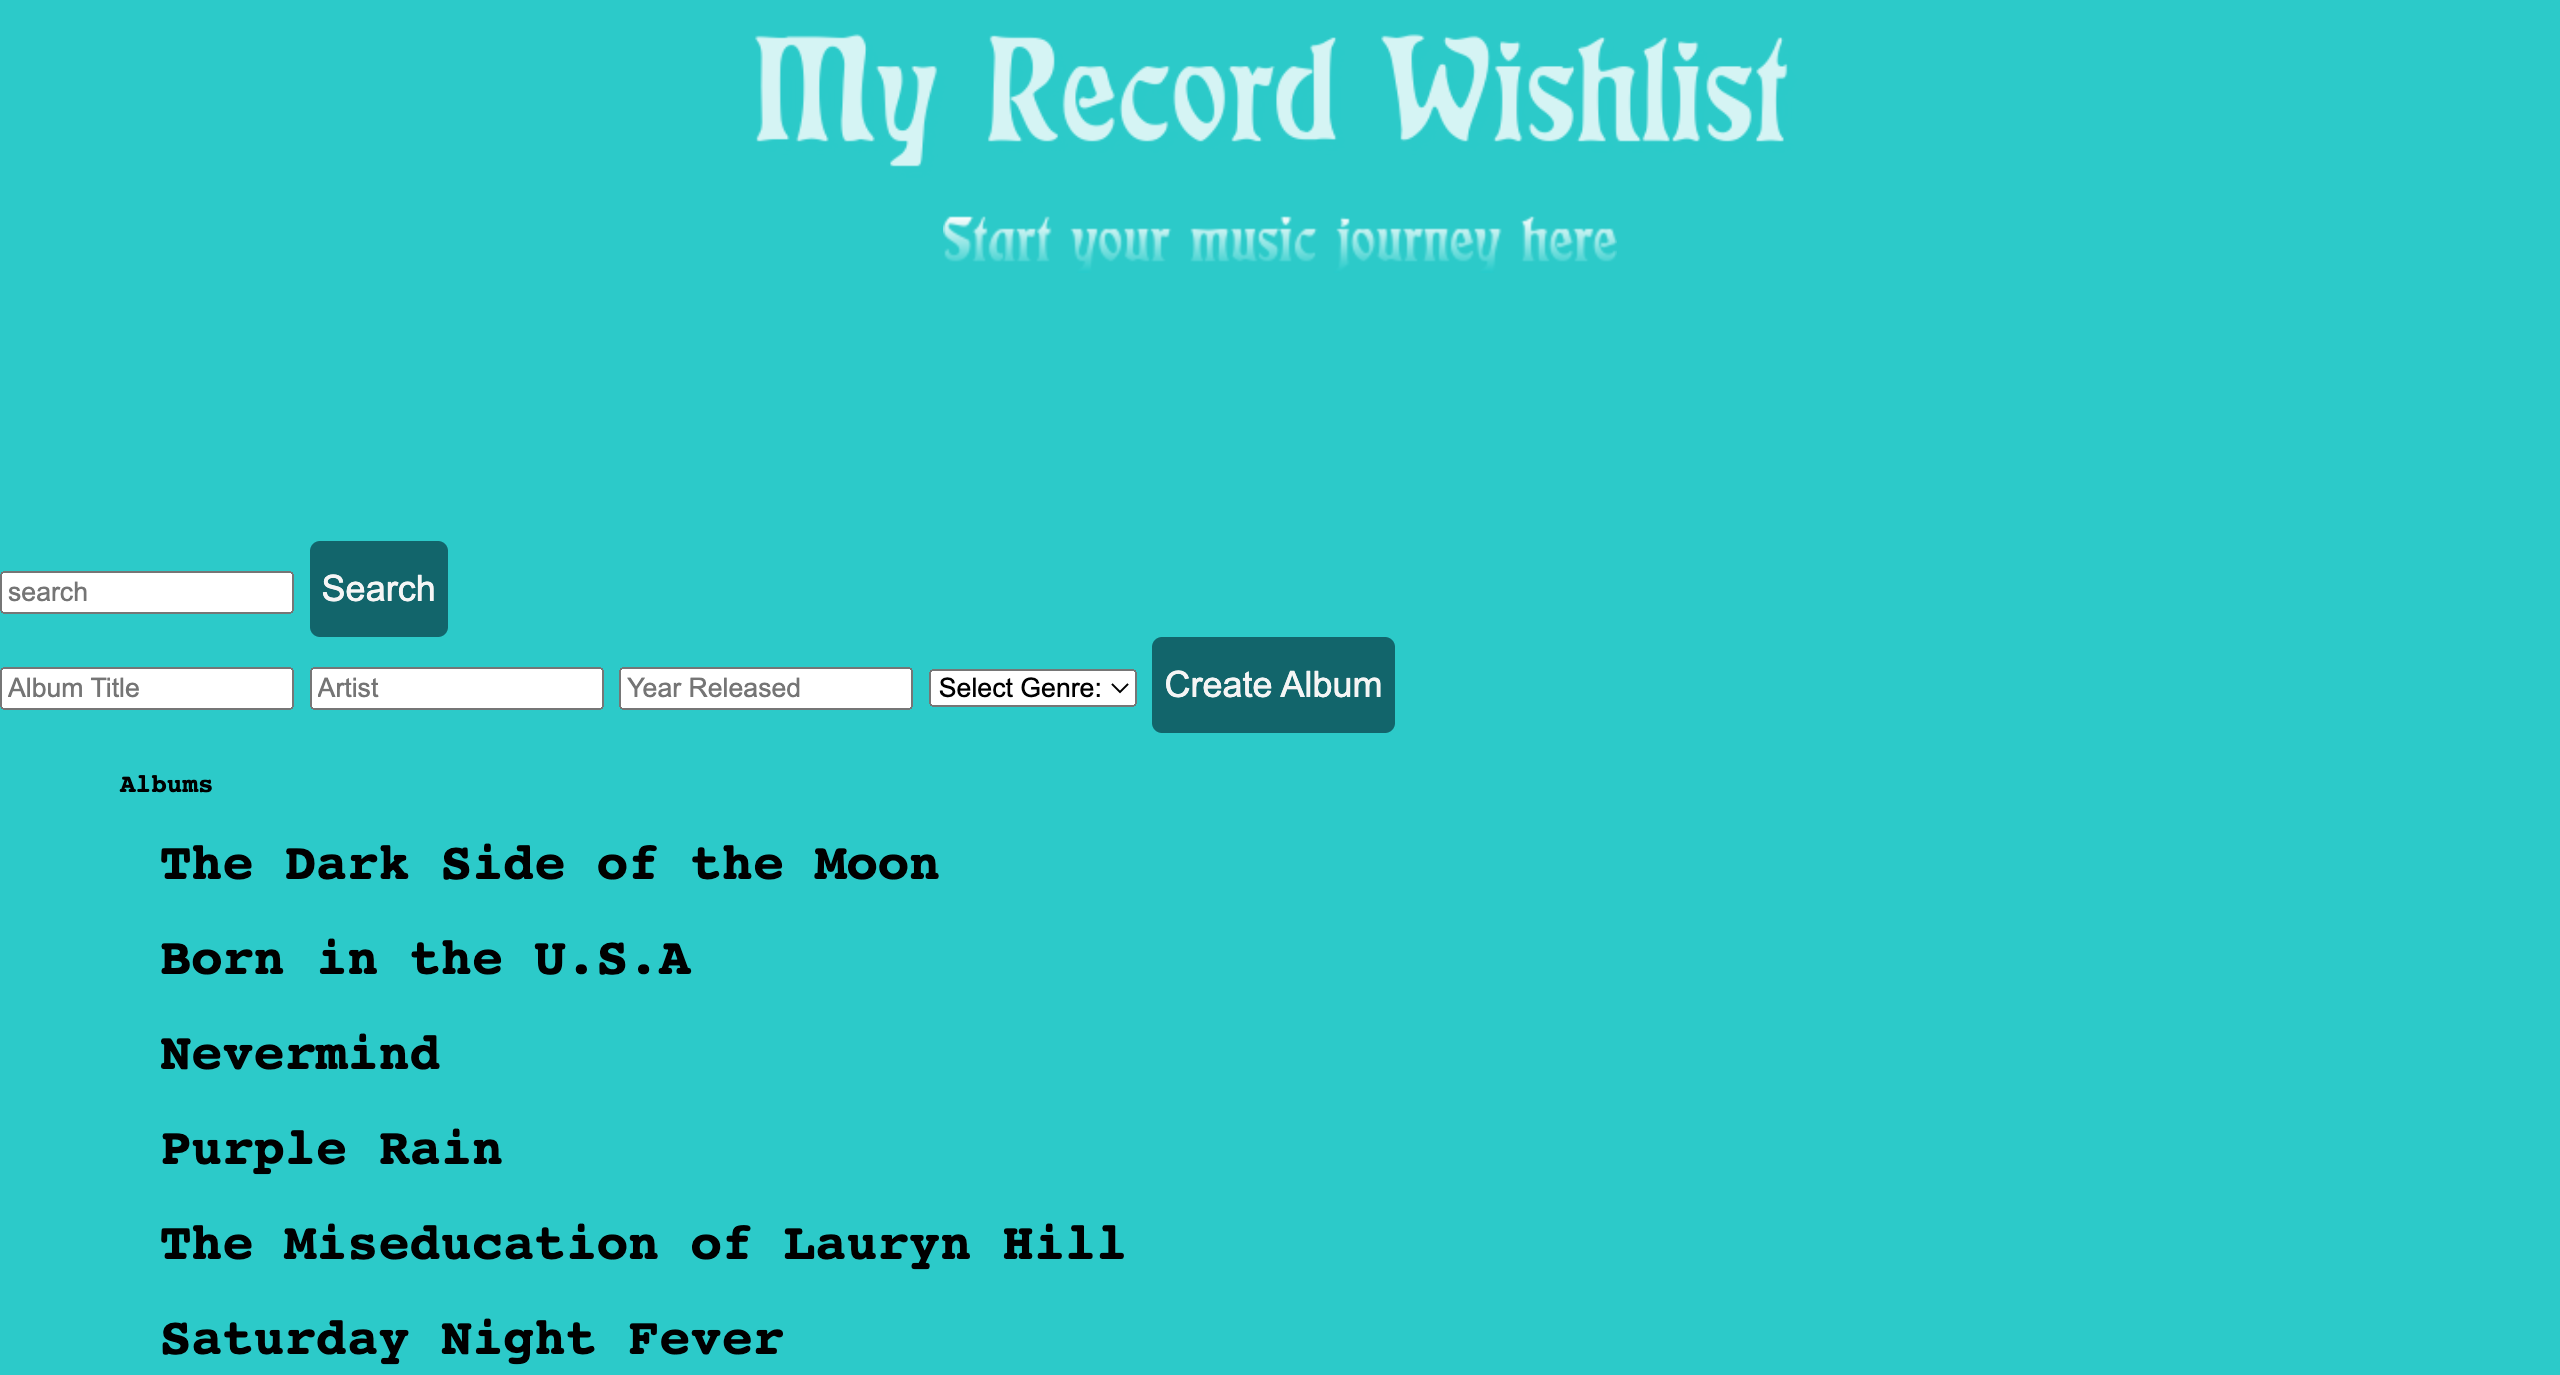 My Record Wishlist
Start your music journey here
search Search
Album Title Artist Year Released Select Genre: Create Album
Albums
The Dark Side of the Moon
Born in the U.S.A
Nevermind
Purple Rain
The Miseducation of Lauryn Hill
Saturday Night Fever